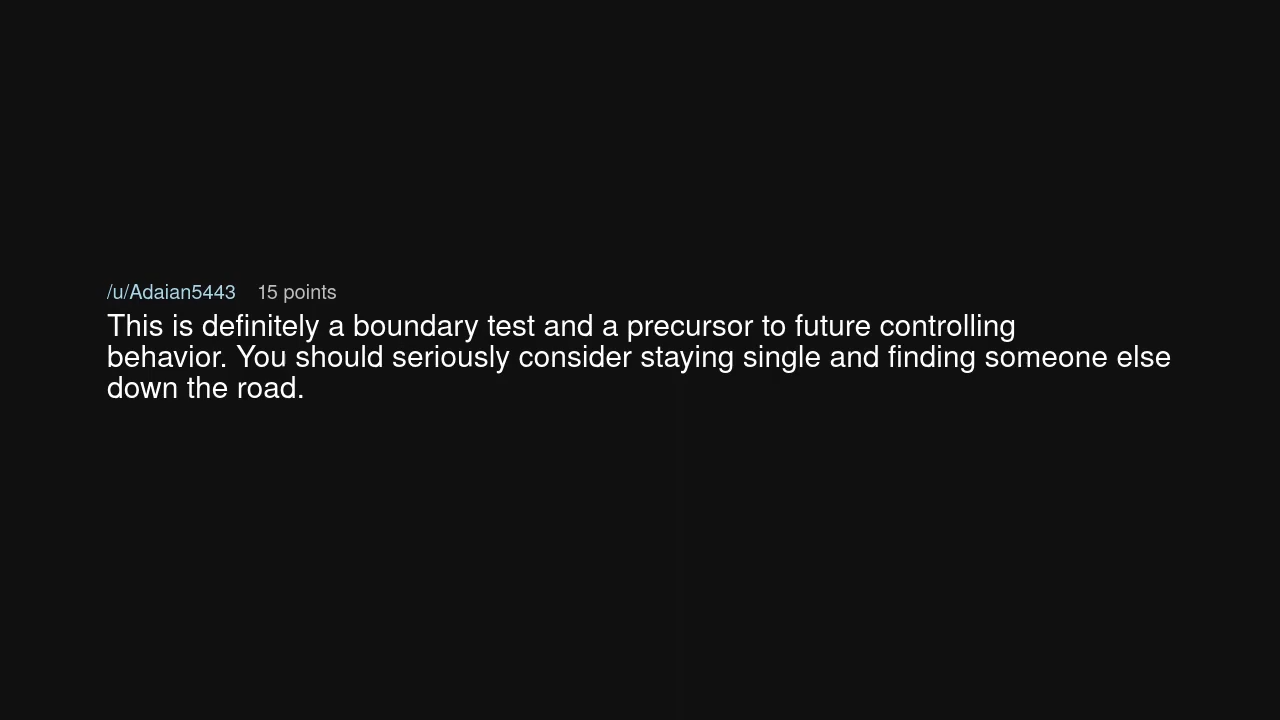 /u/Adaian5443 15 points
This is definitely a boundary test and a precursor to future controlling
behavior. You should seriously consider staying single and finding someone else
down the road.